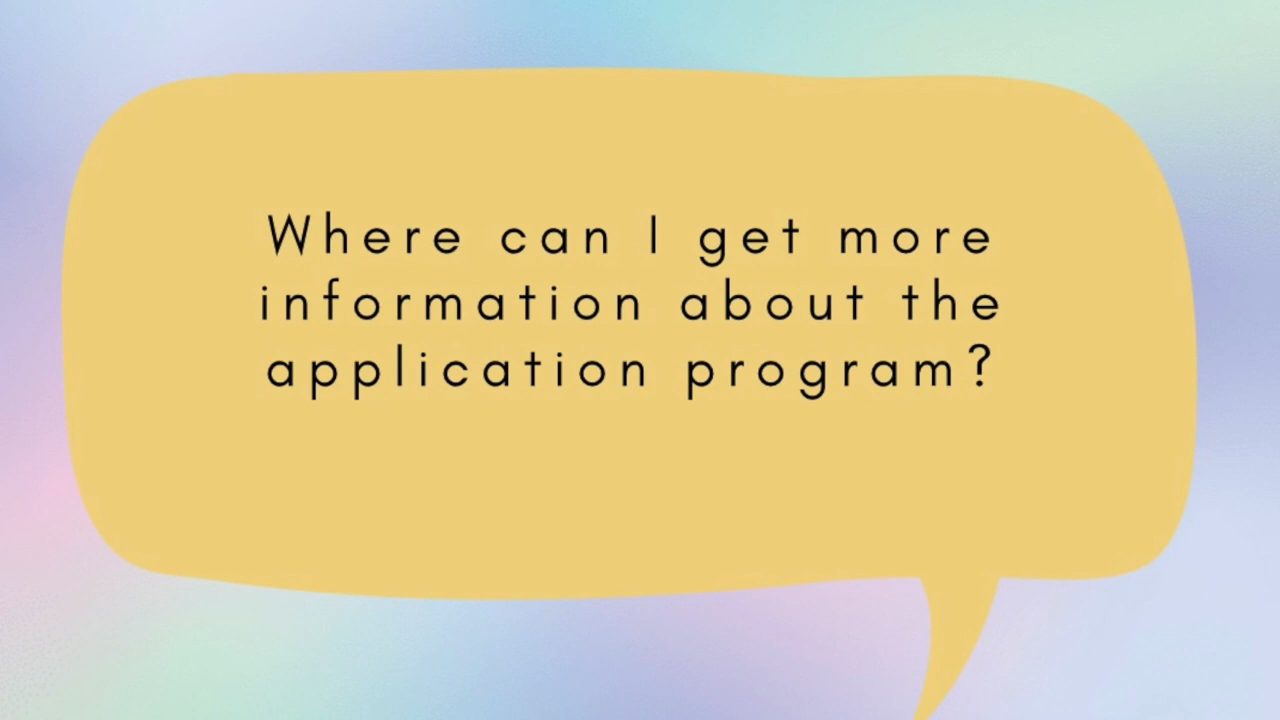 Where can I get more
information about the
application program?